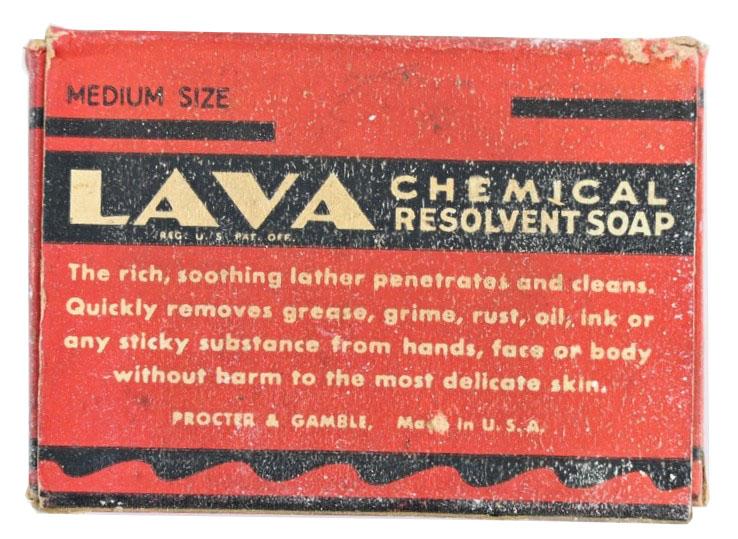 MEDIUM SIZE
LAVA
REG. U. S. PAT. OFF.
CHEMICAL
RESOLVENT SOAP
The rich, soothing lather penetrates and cleans.
Quickly removes grease, grime, rust, oil, ink or
any sticky substance from hands, face or body
without harm to the most delicate skin.
PROCTER & GAMBLE, Made in U. S. A.